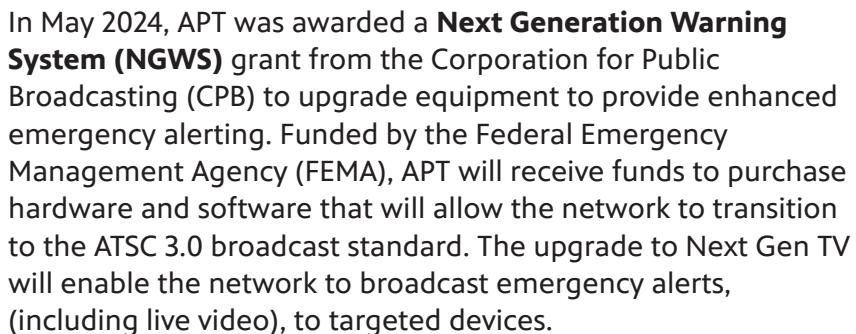 In May 2024, APT was awarded a Next Generation Warning
System (NGWS) grant from the Corporation for Public
Broadcasting (CPB) to upgrade equipment to provide enhanced
emergency alerting. Funded by the Federal Emergency
Management Agency (FEMA), APT will receive funds to purchase
hardware and software that will allow the network to transition
to the ATSC 3.0 broadcast standard. The upgrade to Next Gen TV
will enable the network to broadcast emergency alerts,
(including live video), to targeted devices.